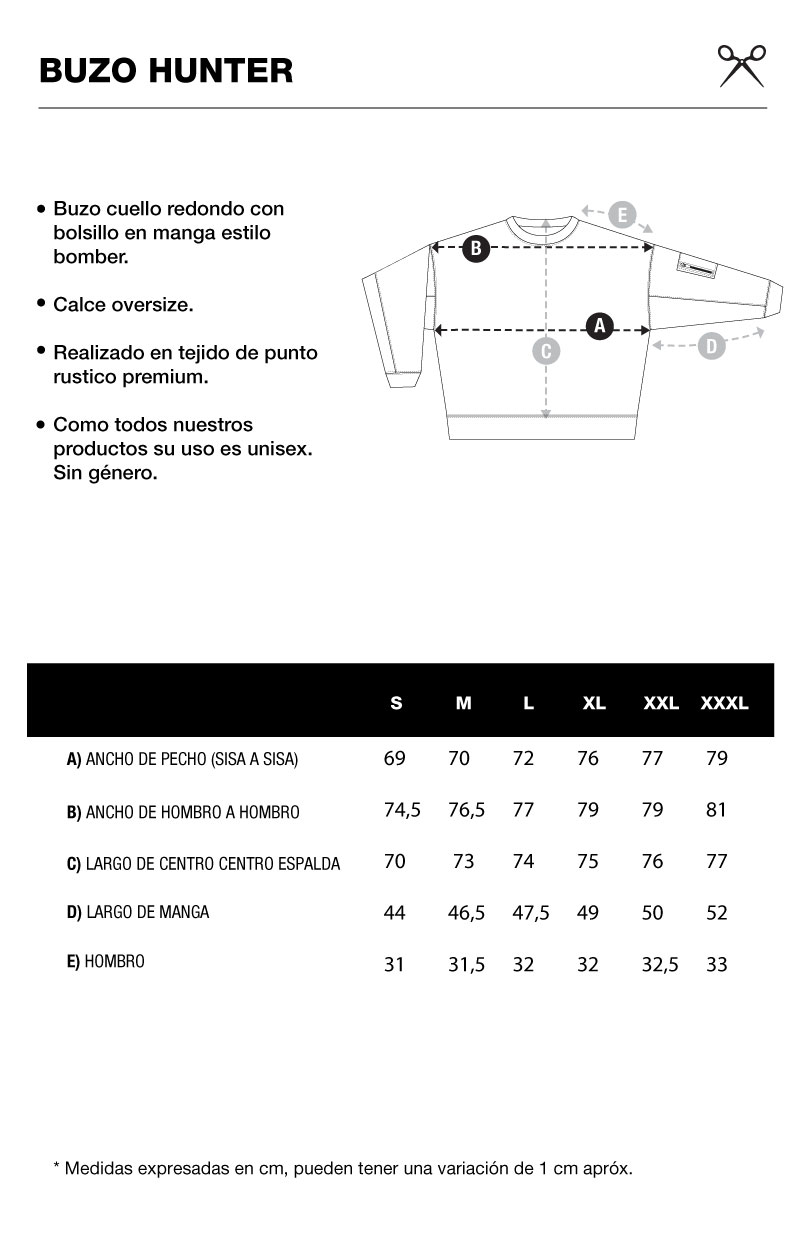 BUZO HUNTER
• Buzo cuello redondo con
bolsillo en manga estilo
bomber.
• Calce oversize.
• Realizado en tejido de punto
rustico premium.
• Como todos nuestros
productos su uso es unisex.
Sin género.
E
B
A
C
D
S M L XL XXL XXXL
A) ANCHO DE PECHO (SISA A SISA) 69 70 72 76 77 79
B) ANCHO DE HOMBRO A HOMBRO 74,5 76,5 77 79 79 81
C) LARGO DE CENTRO CENTRO ESPALDA 70 73 74 75 76 77
D) LARGO DE MANGA 44 46,5 47,5 49 50 52
E) HOMBRO 31 31,5 32 32 32,5 33
* Medidas expresadas en cm, pueden tener una variación de 1 cm apróx.